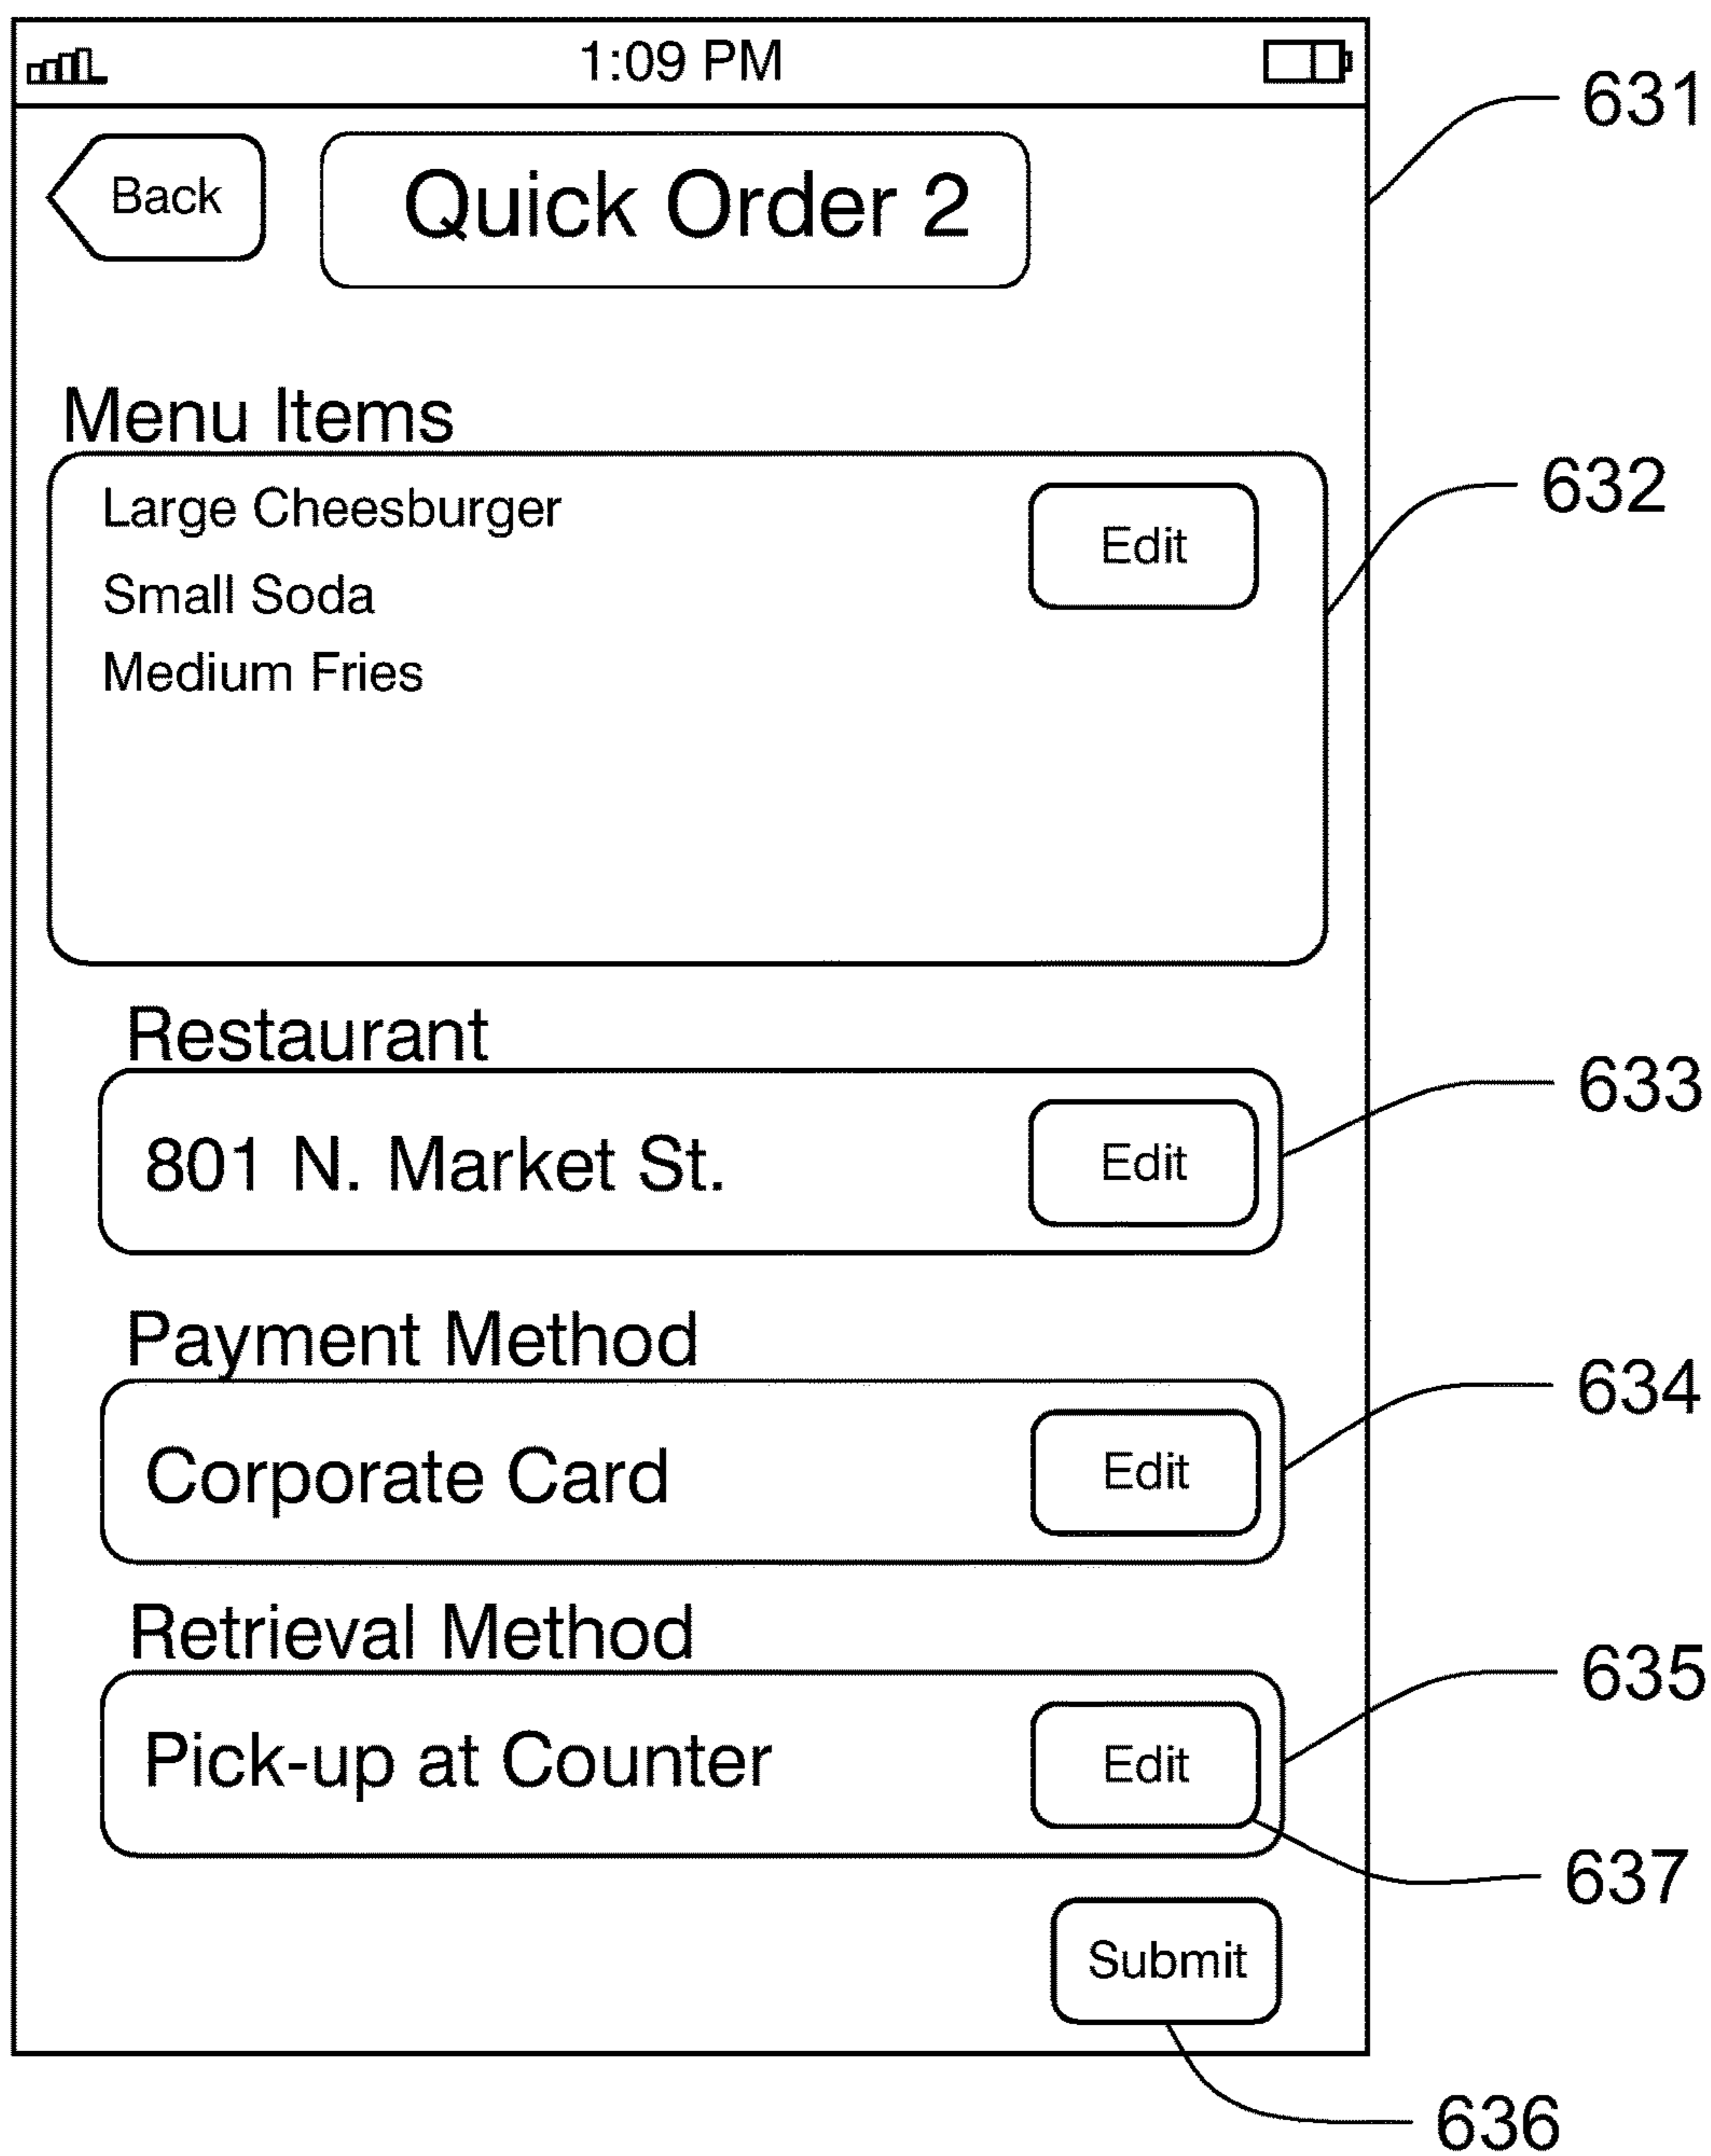 1:09 PM
631
Back
Quick Order 2
Menu Items
Large Cheesburger
Edit
632
Small Soda
Medium Fries
Restaurant
801 N. Market St.
Edit
633
Payment Method
Corporate Card
Edit
634
Retrieval Method
Pick-up at Counter
Edit
635
637
Submit
636